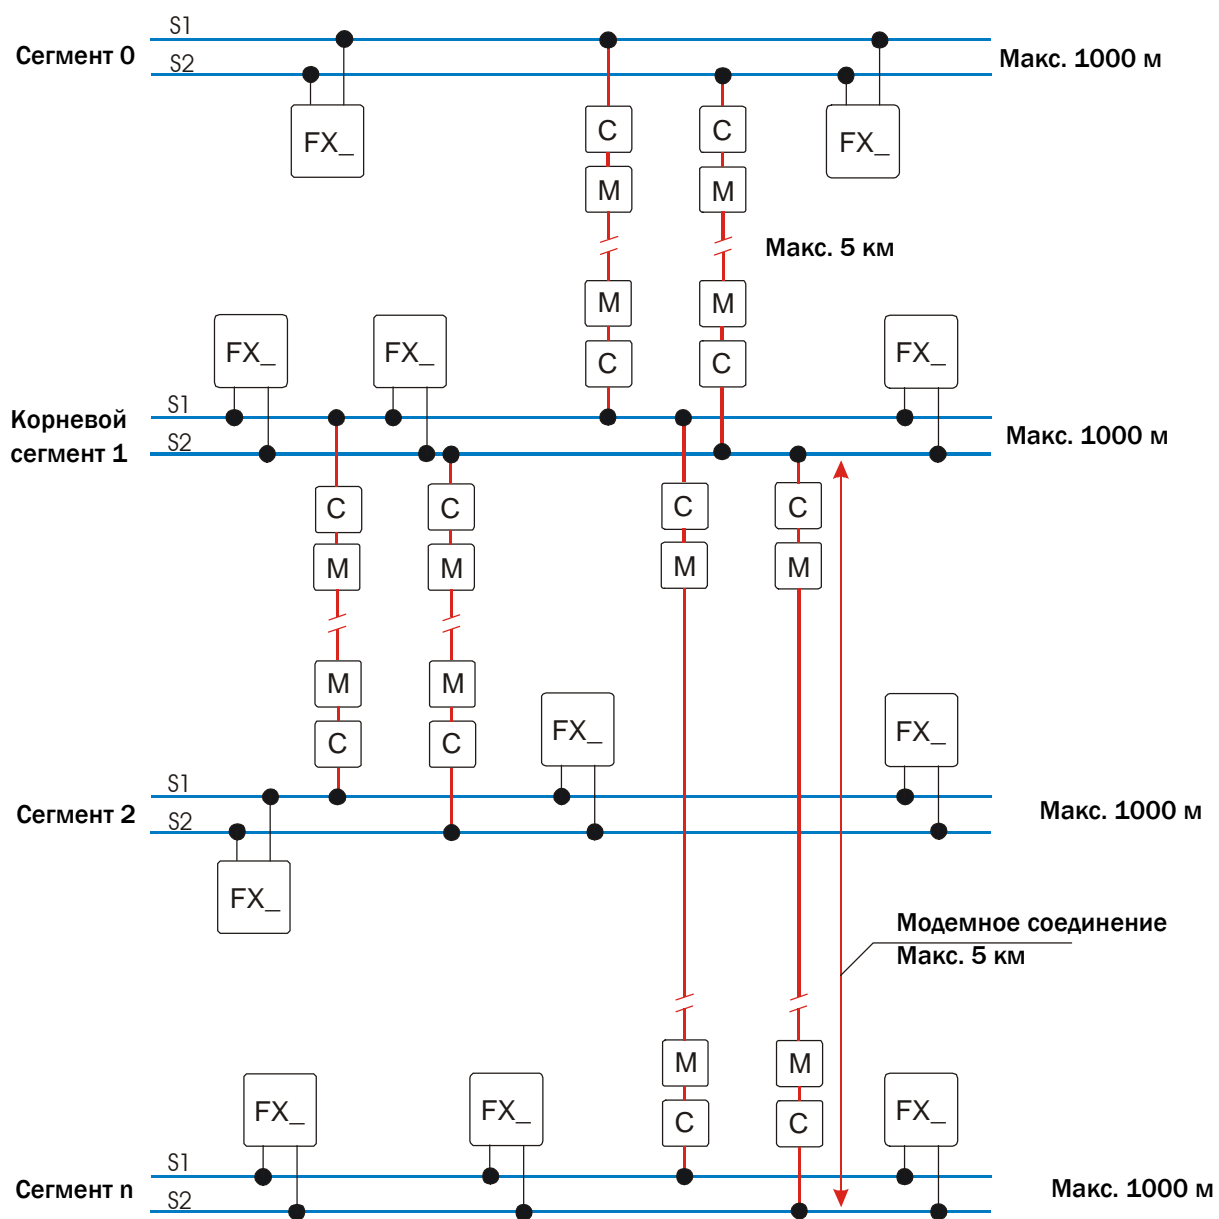 S1
Сегмент 0
S2
Макс. 1000 м
FX_
C
C
FX_
M
M
Макс. 5 км
M
M
FX_
FX_
C
C
FX_
S1
Корневой
сегмент 1
S2
Макс. 1000 м
C
C
C
C
M
M
M
M
M
M
C
C
FX_
FX_
S1
Сегмент 2
S2
Макс. 1000 м
FX_
Модемное соединение
Макс. 5 км
M
M
FX_
FX_
C
C
FX_
S1
Сегмент n
S2
Макс. 1000 м